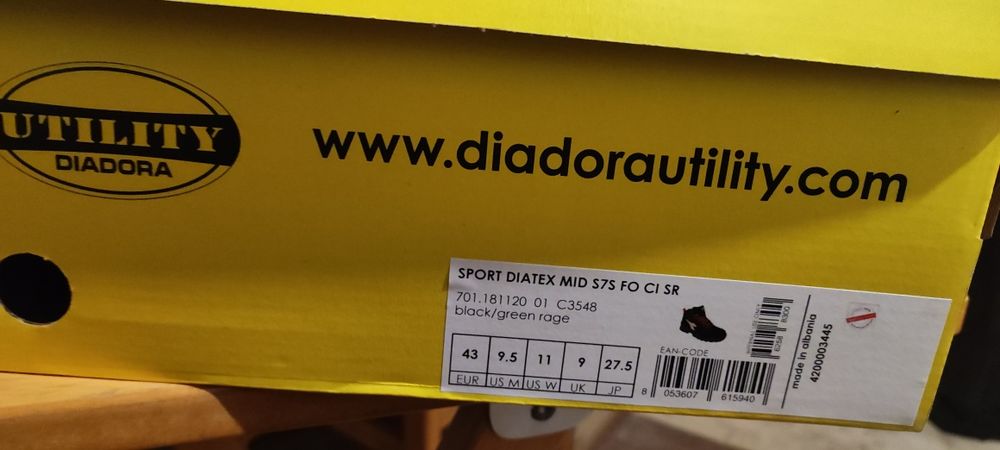 UTILITY
DIADORA
www.diadorautility.com
SPORT DIATEX MID S7S FO CI SR
701.181120 01 C3548
black/green rage
43 9.5 11 9 27.5
EUR US M US W UK JP
EAN-CODE
8 053607 615940
made in albania
4200003445